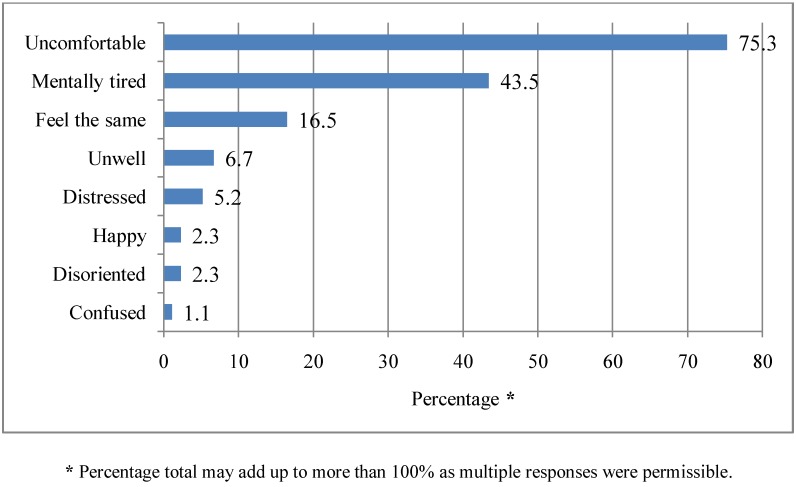 Uncomfortable 75.3
Mentally tired 43.5
Feel the same 16.5
Unwell 6.7
Distressed 5.2
Happy 2.3
Disoriented 2.3
Confused 1.1
0 10 20 30 40 50 60 70 80
Percentage *
* Percentage total may add up to more than 100% as multiple responses were permissible.